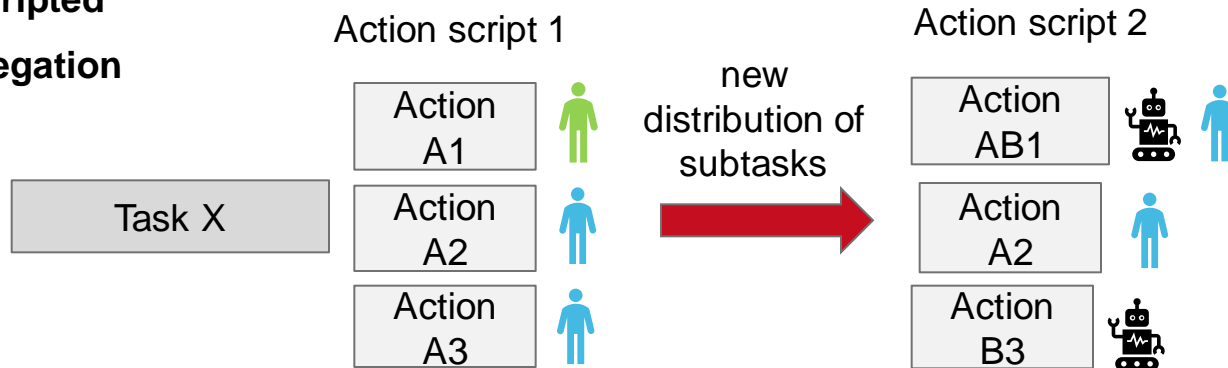 Action script 1
Action script 2
new
distribution of
subtasks
Task X
Action
A1
Action
A2
Action
A3
Action
AB1
Action
A2
Action
B3